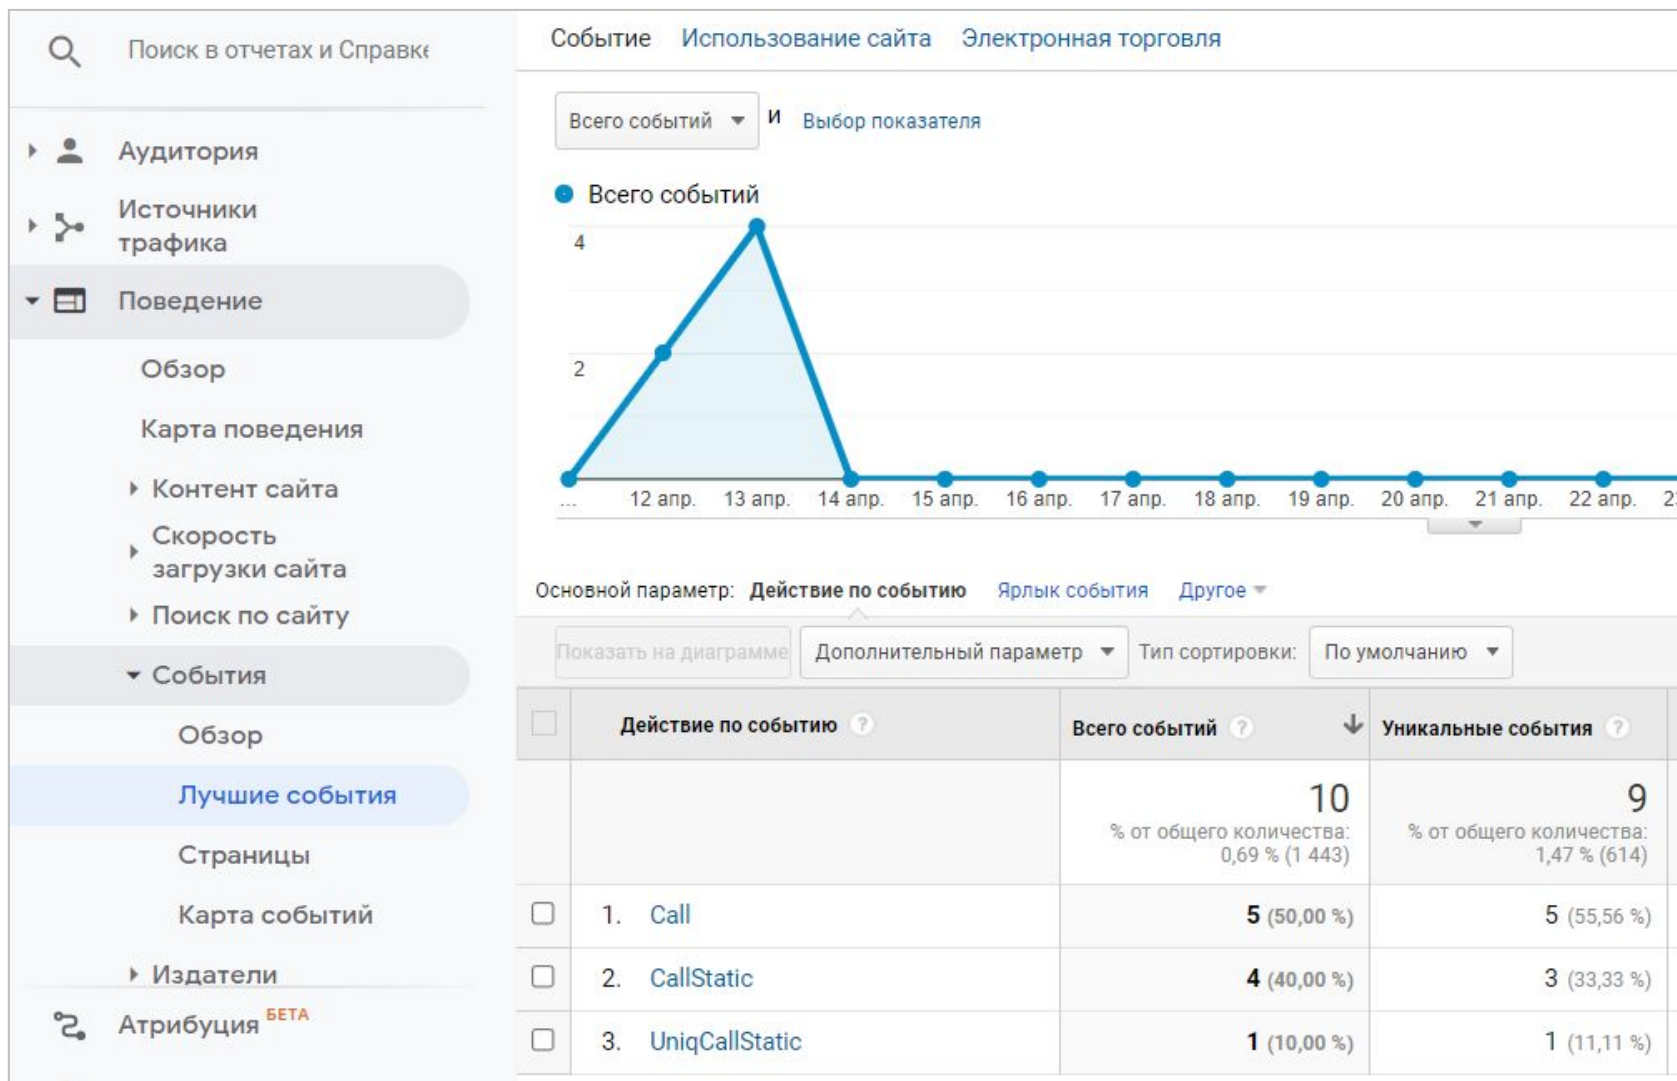 Поиск в отчетах и Справке
Аудитория
Источники
трафика
Поведение
Обзор
Карта поведения
Контент сайта
Скорость
загрузки сайта
Поиск по сайту
События
Обзор
Лучшие события
Страницы
Карта событий
Издатели
Атрибуция БЕТА
Событие Использование сайта Электронная торговля
Всего событий и Выбор показателя
Всего событий
4
2
... 12 апр. 13 апр. 14 апр. 15 апр. 16 апр. 17 апр. 18 апр. 19 апр. 20 апр. 21 апр. 22 апр.
Основной параметр: Действие по событию Ярлык события Другое
Показать на диаграмме Дополнительный параметр Тип сортировки: По умолчанию
Действие по событию ? Всего событий ? Уникальные события ?
10 9
% от общего количества: % от общего количества:
0,69 % (1 443) 1,47 % (614)
1. Call 5 (50,00 %) 5 (55,56 %)
2. CallStatic 4 (40,00 %) 3 (33,33 %)
3. UniqCallStatic 1 (10,00 %) 1 (11,11 %)